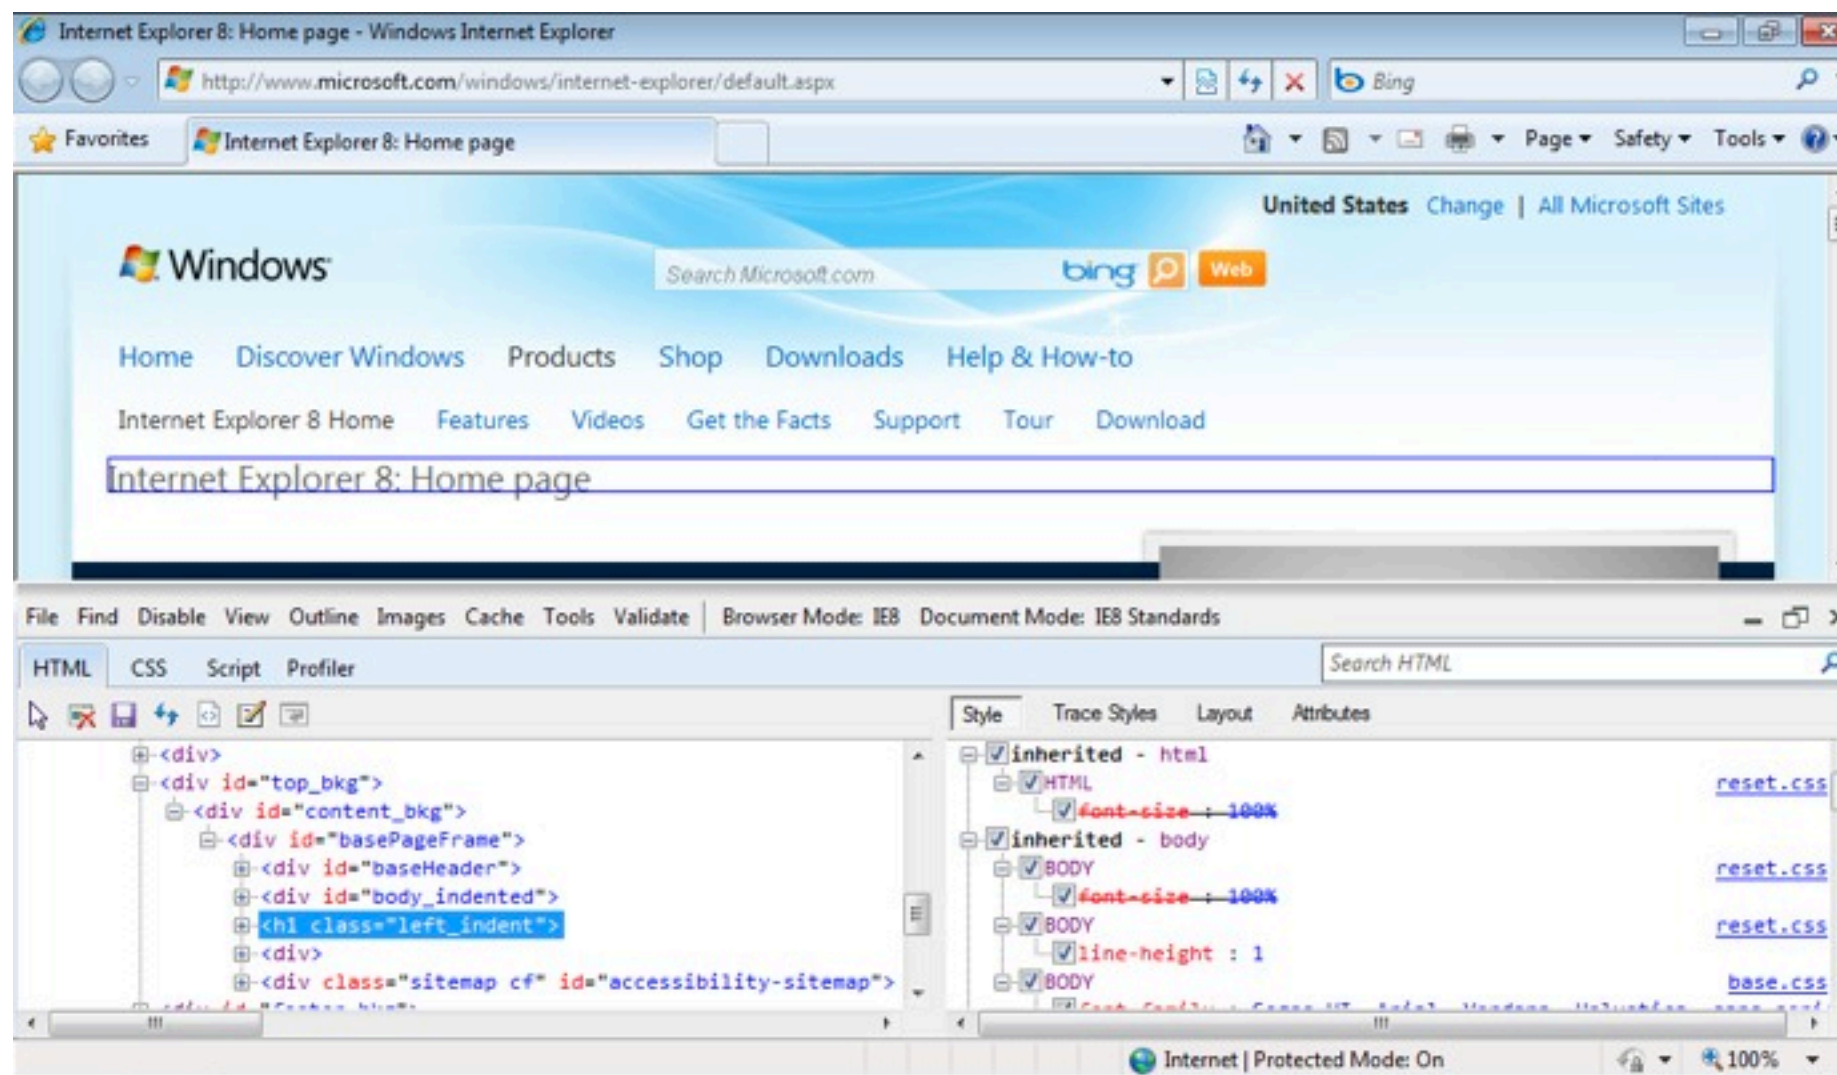 Internet Explorer 8: Home page - Windows Internet Explorer
http://www.microsoft.com/windows/internet-explorer/default.aspx Bing
Favorites Internet Explorer 8: Home page Page Safety Tools
United States Change | All Microsoft Sites
Windows Search Microsoft.com bing Web
Home Discover Windows Products Shop Downloads Help & How-to
Internet Explorer 8 Home Features Videos Get the Facts Support Tour Download
Internet Explorer 8: Home page
File Find Disable View Outline Images Cache Tools Validate Browser Mode: IE8 Document Mode: IE8 Standards
HTML CSS Script Profiler Search HTML
Style Trace Styles Layout Attributes
<div>
<div id="top_bkg">
<div id="content_bkg">
<div id="basePageFrame">
<div id="baseHeader">
<div id="body_indented">
<h1 class="left_indent">
<div>
<div class="sitemap cf" id="accessibility-sitemap">
inherited - html
HTML reset.css
font-size : 100%
inherited - body
BODY reset.css
font-size : 100%
BODY reset.css
line-height : 1
BODY base.css
Internet | Protected Mode: On 100%